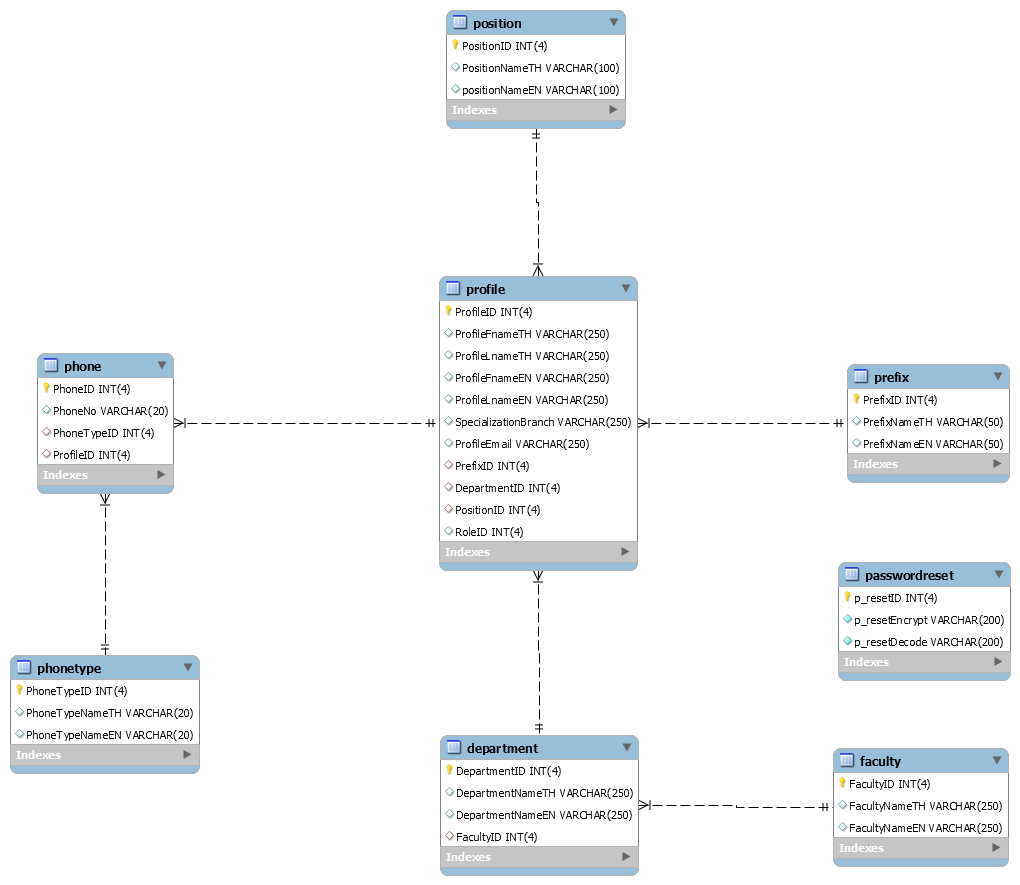 position
PositionID INT(4)
PositionNameTH VARCHAR(100)
positionNameEN VARCHAR(100)
Indexes
profile
ProfileID INT(4)
ProfileFnameTH VARCHAR(250)
ProfileLnameTH VARCHAR(250)
ProfileFnameEN VARCHAR(250)
ProfileLnameEN VARCHAR(250)
SpecializationBranch VARCHAR(250)
ProfileEmail VARCHAR(250)
PrefixID INT(4)
DepartmentID INT(4)
PositionID INT(4)
RoleID INT(4)
Indexes
phone
PhoneID INT(4)
PhoneNo VARCHAR(20)
PhoneTypeID INT(4)
ProfileID INT(4)
Indexes
prefix
PrefixID INT(4)
PrefixNameTH VARCHAR(50)
PrefixNameEN VARCHAR(50)
Indexes
passwordreset
p_resetID INT(4)
p_resetEncrypt VARCHAR(200)
p_resetDecode VARCHAR(200)
Indexes
phonetype
PhoneTypeID INT(4)
PhoneTypeNameTH VARCHAR(20)
PhoneTypeNameEN VARCHAR(20)
Indexes
department
DepartmentID INT(4)
DepartmentNameTH VARCHAR(250)
DepartmentNameEN VARCHAR(250)
FacultyID INT(4)
Indexes
faculty
FacultyID INT(4)
FacultyNameTH VARCHAR(250)
FacultyNameEN VARCHAR(250)
Indexes